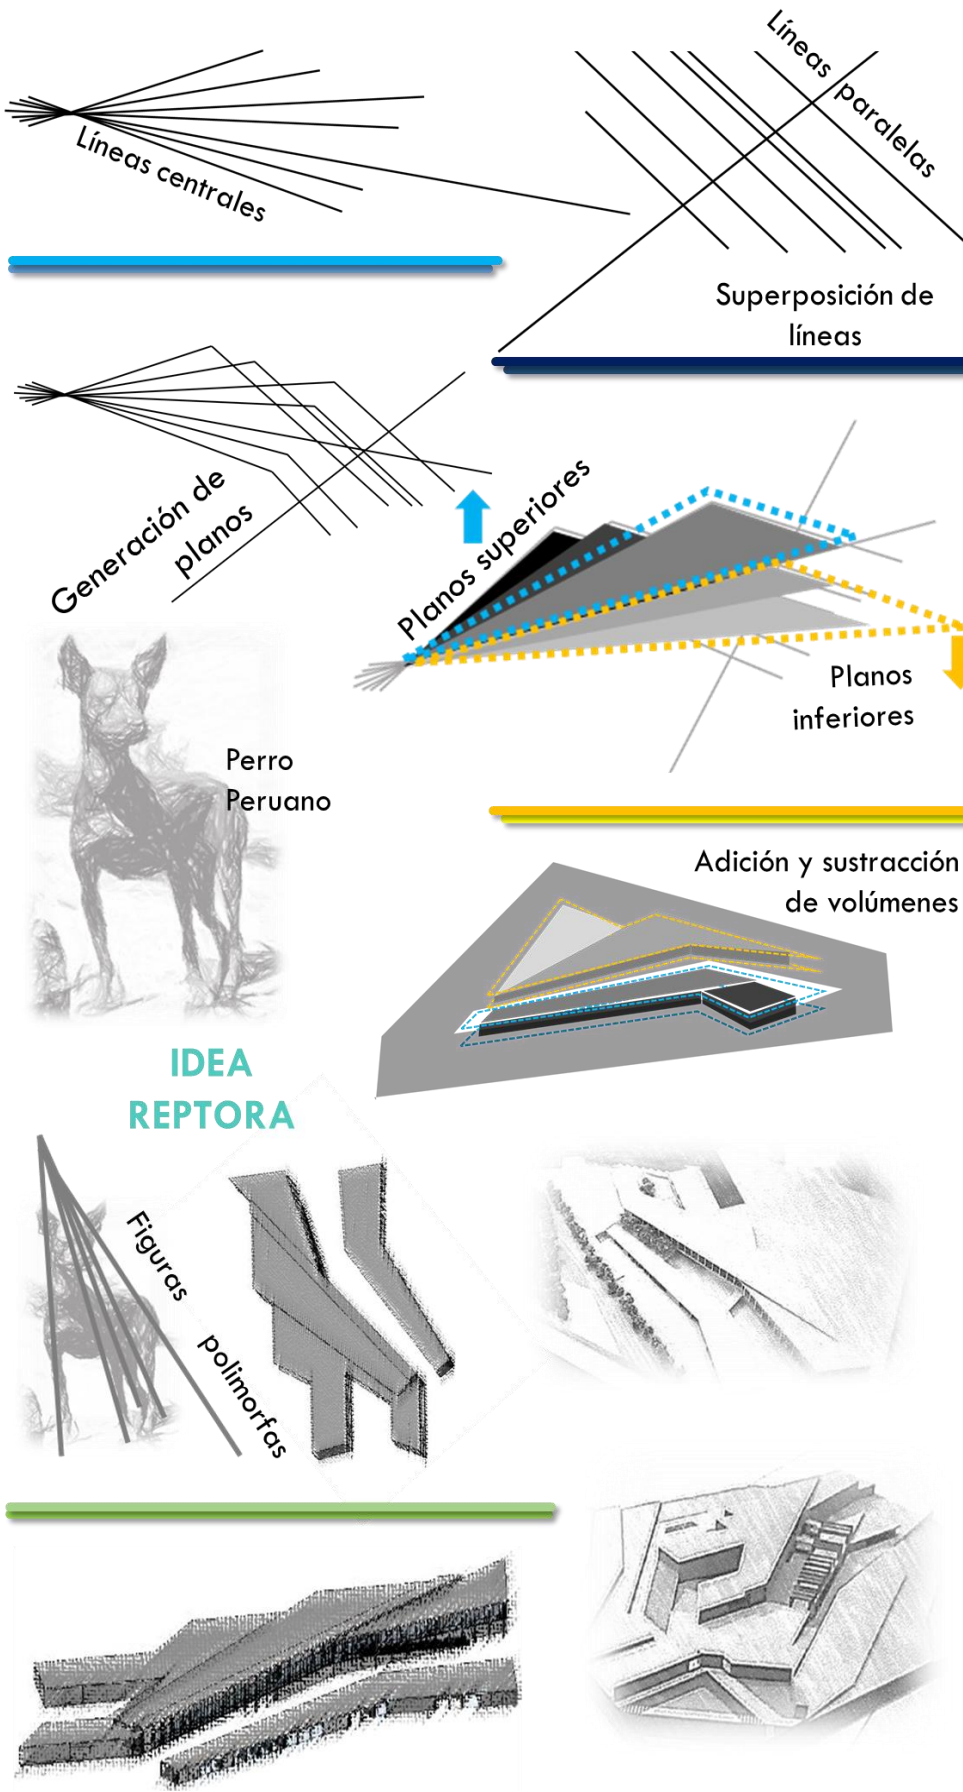 Líneas centrales
Líneas paralelas
Superposición de
líneas
Generación de
planos
Planos superiores
Planos
inferiores
Perro
Peruano
Adición y sustracción
de volúmenes
IDEA
REPTORA
Figuras polimorfas